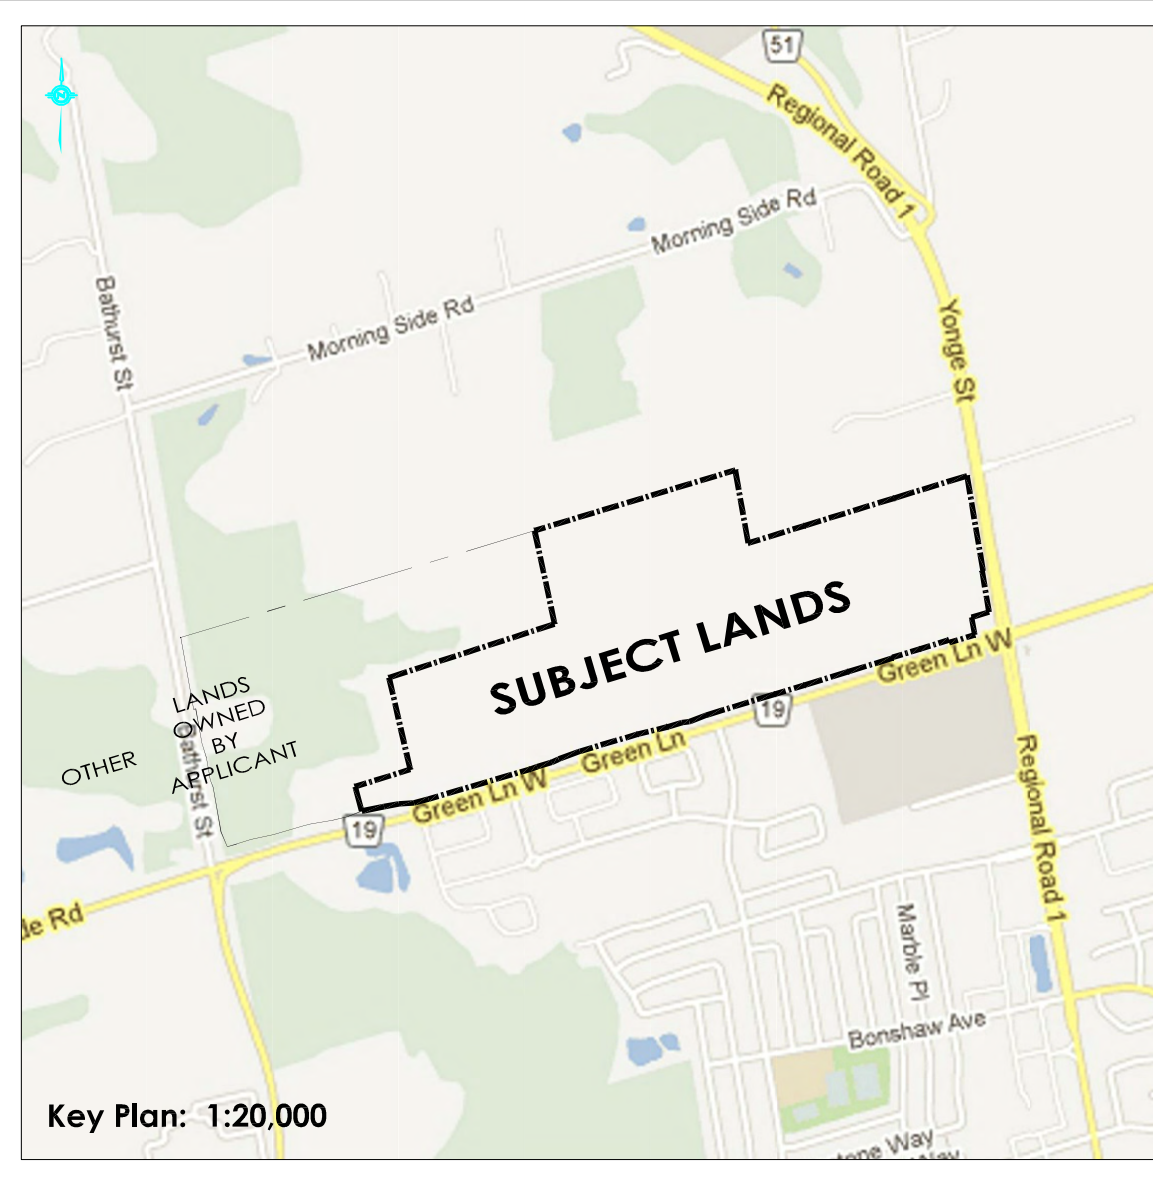 51
Regional Road 1
Morning Side Rd
Morning Side Rd
Bathurst St
Yonge St
SUBJECT LANDS
Green Ln W
19
LANDS
OWNED
BY
APPLICANT
OTHER
Bathurst St
Green Ln
Green Ln W
19
Regional Road 1
de Rd
Marble Pl
Bonshaw Ave
Key Plan: 1:20,000
Way
Way